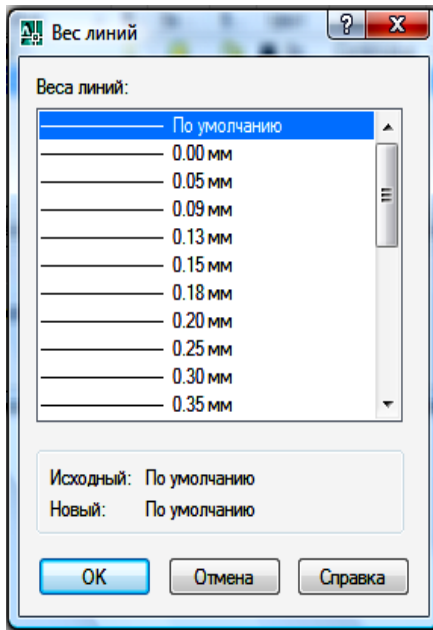 Вес линий
Веса линий:
По умолчанию
0.00 мм
0.05 мм
0.09 мм
0.13 мм
0.15 мм
0.18 мм
0.20 мм
0.25 мм
0.30 мм
0.35 мм
Исходный: По умолчанию
Новый: По умолчанию
OK Отмена Справка